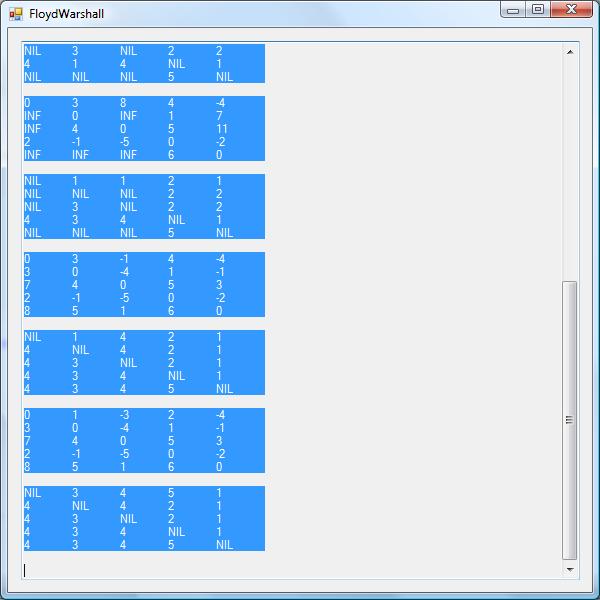 FloydWarshall
NIL 3 NIL 2 2
4 1 4 NIL 1
NIL NIL NIL 5 NIL
0 3 8 4 -4
INF 0 INF 1 7
INF 4 0 5 11
2 -1 -5 0 -2
INF INF INF 6 0
NIL 1 1 2 1
NIL NIL NIL 2 2
NIL 3 NIL 2 2
4 3 4 NIL 1
NIL NIL NIL 5 NIL
0 3 -1 4 -4
3 0 -4 1 -1
7 4 0 5 3
2 -1 -5 0 -2
8 5 1 6 0
NIL 1 4 2 1
4 NIL 4 2 1
4 3 NIL 2 1
4 3 4 NIL 1
4 3 4 5 NIL
0 1 -3 2 -4
3 0 -4 1 -1
7 4 0 5 3
2 -1 -5 0 -2
8 5 1 6 0
NIL 3 4 5 1
4 NIL 4 2 1
4 3 NIL 2 1
4 3 4 NIL 1
4 3 4 5 NIL